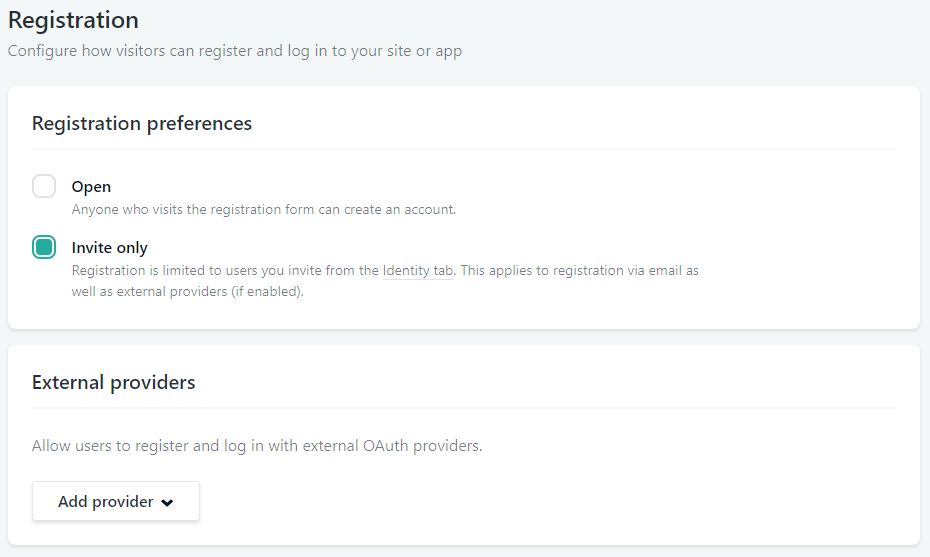 Registration
Configure how visitors can register and log in to your site or app
Registration preferences
Open
Anyone who visits the registration form can create an account.
Invite only
Registration is limited to users you invite from the Identity tab. This applies to registration via email as
well as external providers (if enabled).
External providers
Allow users to register and log in with external OAuth providers.
Add provider